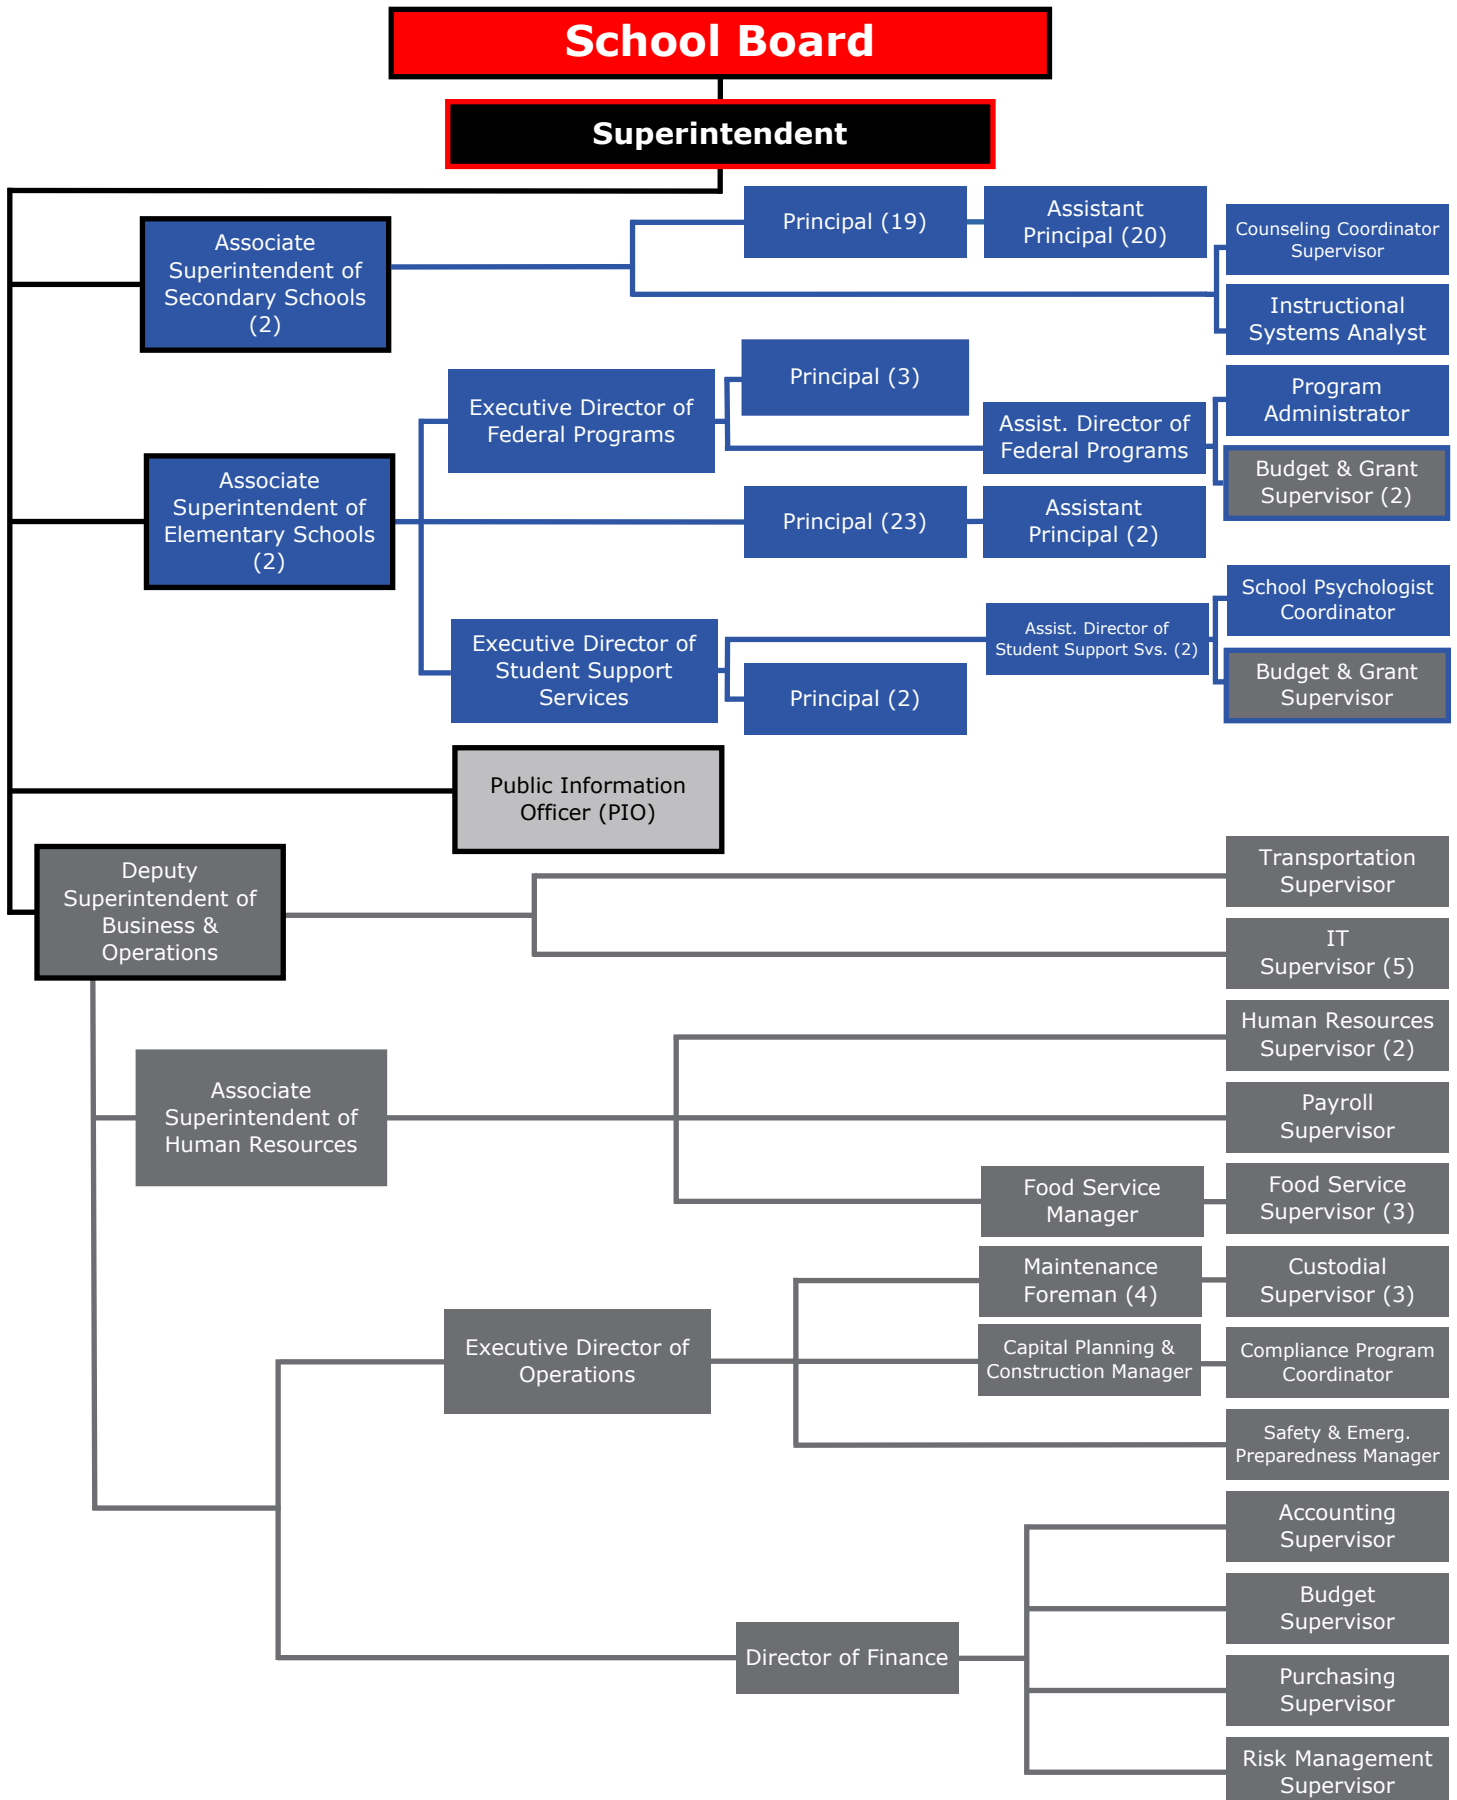 School Board
Superintendent
Associate
Superintendent of
Secondary Schools
(2)
Principal (19)
Assistant
Principal (20)
Counseling Coordinator
Supervisor
Instructional
Systems Analyst
Associate
Superintendent of
Elementary Schools
(2)
Executive Director of
Federal Programs
Principal (3)
Assist. Director of
Federal Programs
Program
Administrator
Budget & Grant
Supervisor (2)
Principal (23)
Assistant
Principal (2)
Executive Director of
Student Support
Services
Assist. Director of
Student Support Svs. (2)
School Psychologist
Coordinator
Budget & Grant
Supervisor
Principal (2)
Public Information
Officer (PIO)
Deputy
Superintendent of
Business &
Operations
Transportation
Supervisor
IT
Supervisor (5)
Associate
Superintendent of
Human Resources
Human Resources
Supervisor (2)
Payroll
Supervisor
Food Service
Manager
Food Service
Supervisor (3)
Executive Director of
Operations
Maintenance
Foreman (4)
Custodial
Supervisor (3)
Capital Planning &
Construction Manager
Compliance Program
Coordinator
Safety & Emerg.
Preparedness Manager
Director of Finance
Accounting
Supervisor
Budget
Supervisor
Purchasing
Supervisor
Risk Management
Supervisor